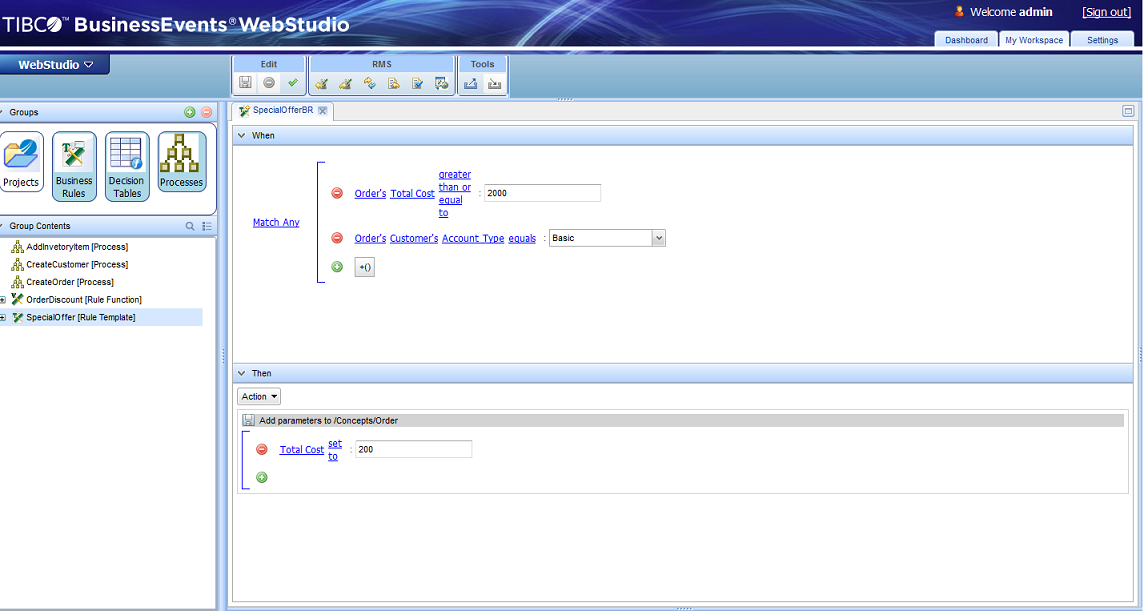 TIBCO™ BusinessEvents® WebStudio
Welcome admin [Sign out]
Dashboard My Workspace Settings
WebStudio
Edit RMS Tools
Groups
Projects
Business Rules
Decision Tables
Processes
Group Contents
AddInvetoryItem [Process]
CreateCustomer [Process]
CreateOrder [Process]
OrderDiscount [Rule Function]
SpecialOffer [Rule Template]
SpecialOfferBR
When
Match Any
Order's Total Cost greater than or equal to : 2000
Order's Customer's Account Type equals : Basic
+()
Then
Action
Add parameters to /Concepts/Order
Total Cost set to : 200